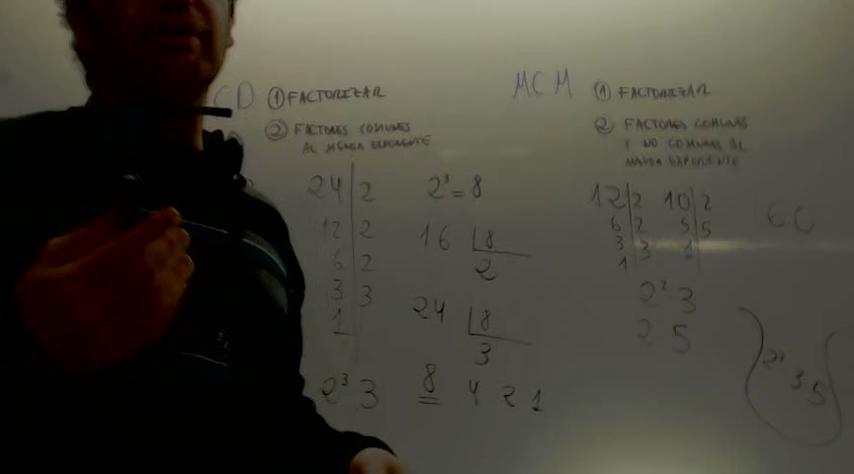 CD ① FACTORIZAR
② FACTORES COMUNES
AL MENOR EXPONENTE
24 | 2
12 | 2
6 | 2
3 | 3
1
2³ 3
2³ = 8
16 | 8
2
24 | 8
3
8 4 2 1
MCM ① FACTORIZAR
② FACTORES COMUNES
Y NO COMUNES AL
MAYOR EXPONENTE
12 | 2 10 | 2
6 | 2 5 | 5
3 | 3 1
1
2² 3
2 5
60
2² 3 5